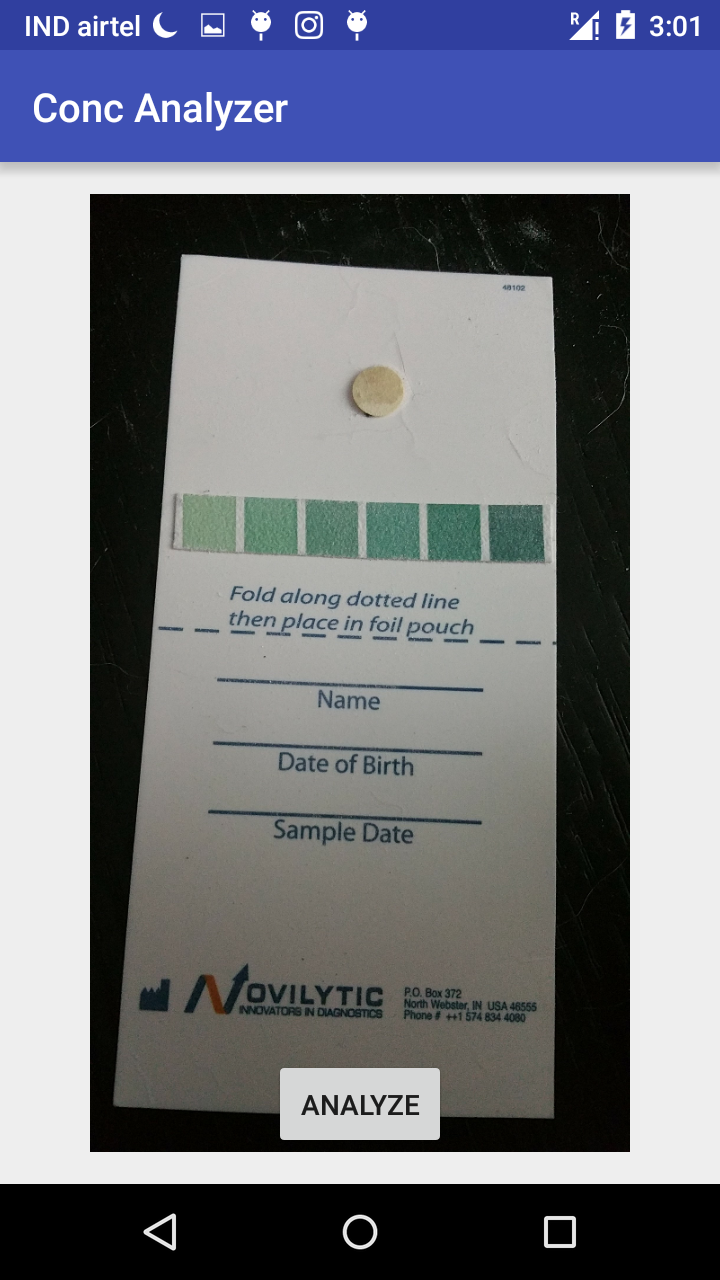 IND airtel
R
3:01
Conc Analyzer
48102
Fold along dotted line
then place in foil pouch
Name
Date of Birth
Sample Date
NOVILYTIC
INNOVATORS IN DIAGNOSTICS
P.O. Box 372
North Webster, IN USA 46555
Phone # ++1 574 834 4080
ANALYZE